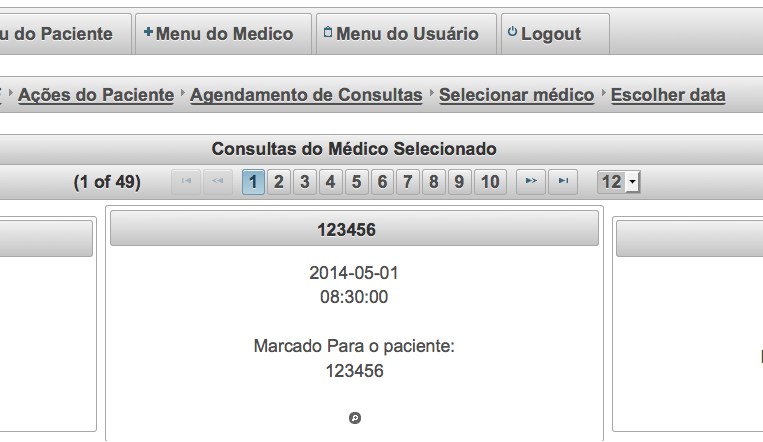 u do Paciente Menu do Medico Menu do Usuário Logout
Ações do Paciente Agendamento de Consultas Selecionar médico Escolher data
Consultas do Médico Selecionado
(1 of 49) 1 2 3 4 5 6 7 8 9 10 12
123456
2014-05-01
08:30:00
Marcado Para o paciente:
123456